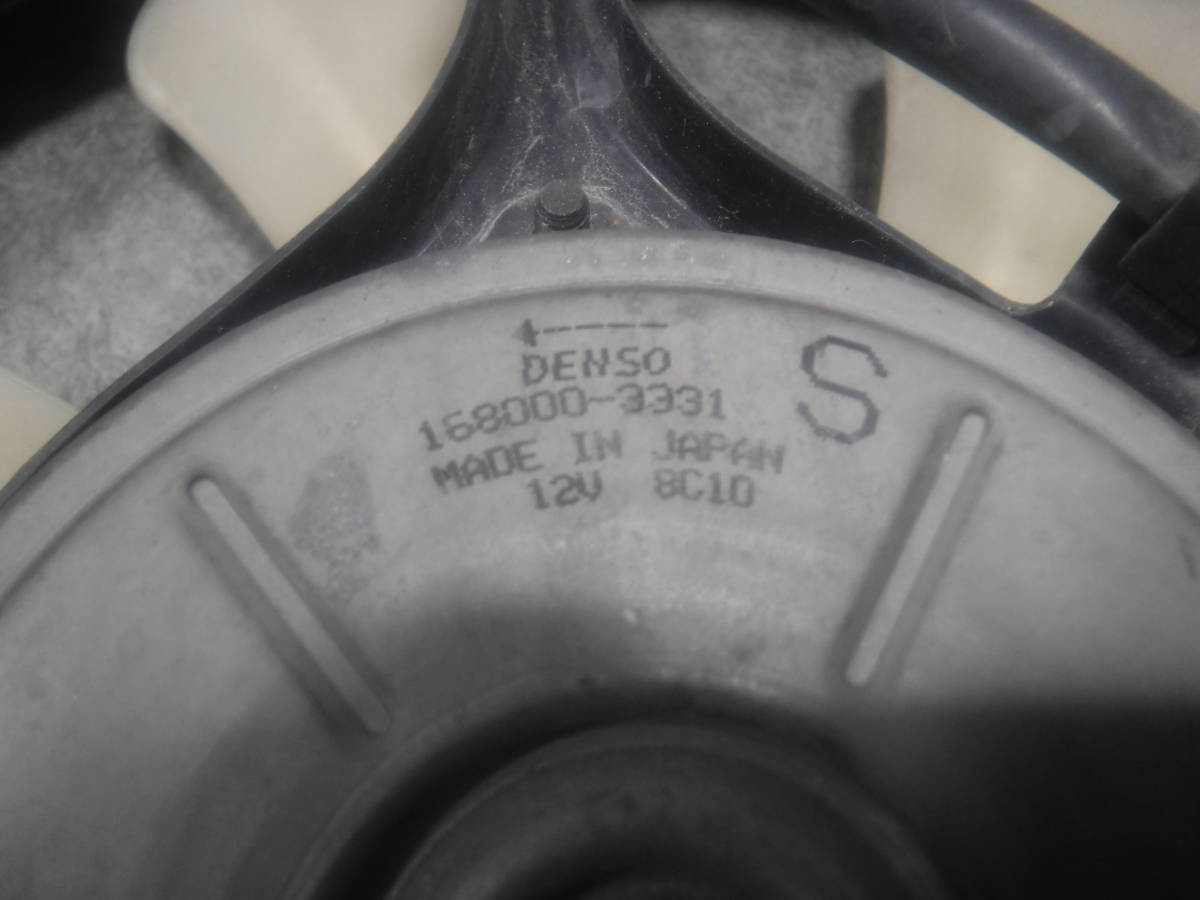 DENSO
S
168000-3331
MADE IN JAPAN
12V 8C10